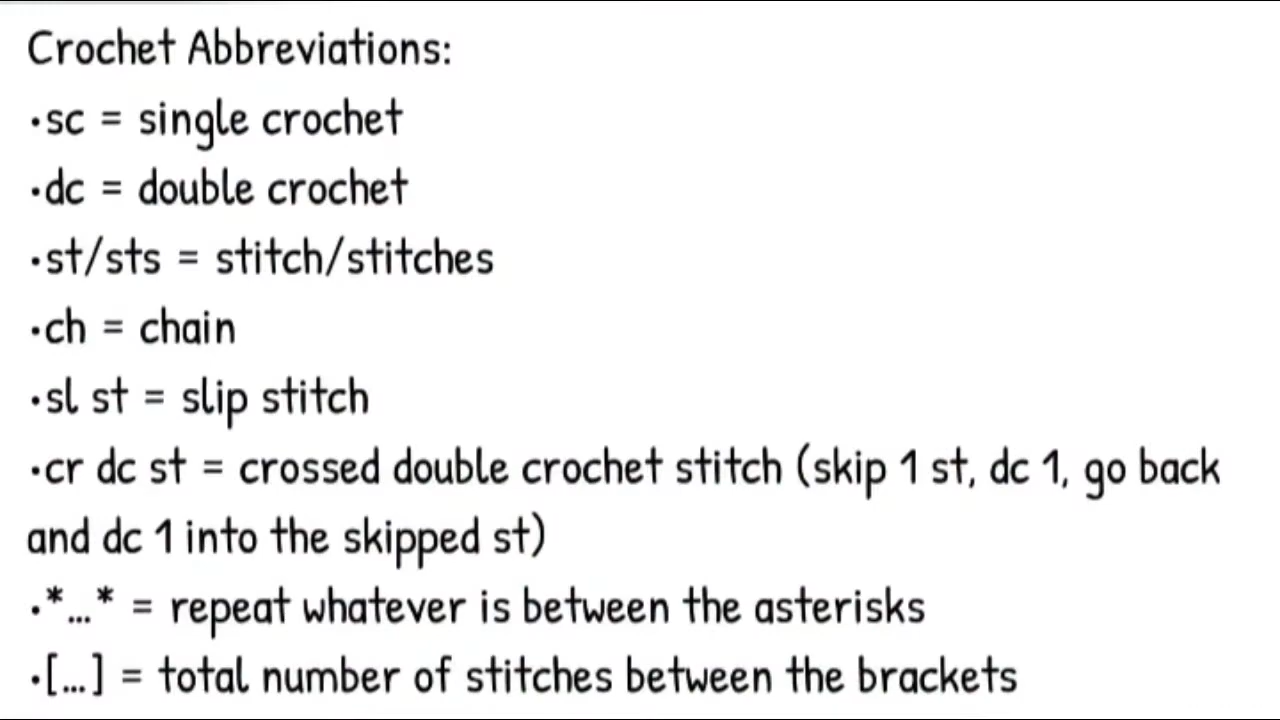 Crochet Abbreviations:
•sc = single crochet
•dc = double crochet
•st/sts = stitch/stitches
•ch = chain
•sl st = slip stitch
•cr dc st = crossed double crochet stitch (skip 1 st, dc 1, go back
and dc 1 into the skipped st)
•*...* = repeat whatever is between the asterisks
•[...] = total number of stitches between the brackets